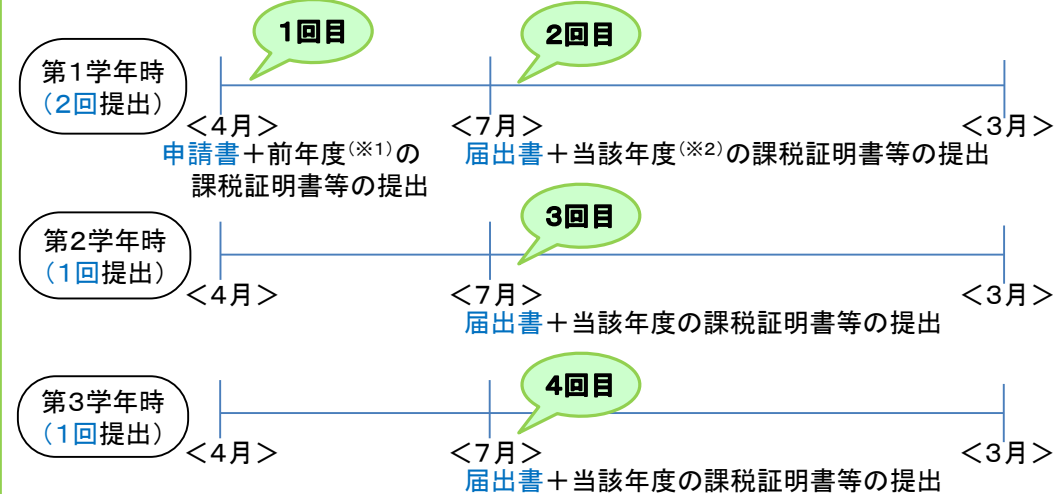 1回目
2回目
第1学年時
(2回提出)
<4月>
<7月>
<3月>
申請書+前年度(※1)の
課税証明書等の提出
届出書+当該年度(※2)の課税証明書等の提出
3回目
第2学年時
(1回提出)
<4月>
<7月>
<3月>
届出書+当該年度の課税証明書等の提出
4回目
第3学年時
(1回提出)
<4月>
<7月>
<3月>
届出書+当該年度の課税証明書等の提出